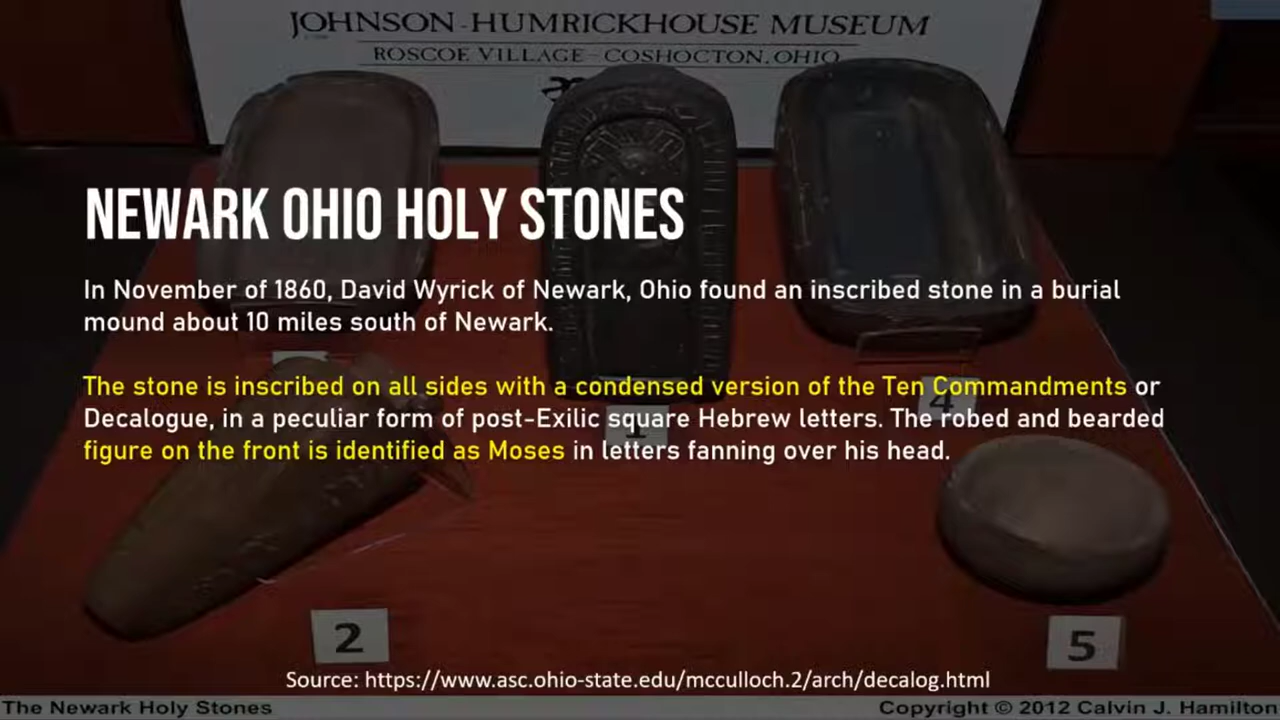 JOHNSON-HUMRICKHOUSE MUSEUM
ROSCOE VILLAGE - COSHOCTON, OHIO
NEWARK OHIO HOLY STONES
In November of 1860, David Wyrick of Newark, Ohio found an inscribed stone in a burial
mound about 10 miles south of Newark.
The stone is inscribed on all sides with a condensed version of the Ten Commandments or
Decalogue, in a peculiar form of post-Exilic square Hebrew letters. The robed and bearded
figure on the front is identified as Moses in letters fanning over his head.
4
1
2
5
Source: https://www.asc.ohio-state.edu/mcculloch.2/arch/decalog.html
The Newark Holy Stones
Copyright © 2012 Calvin J. Hamilton